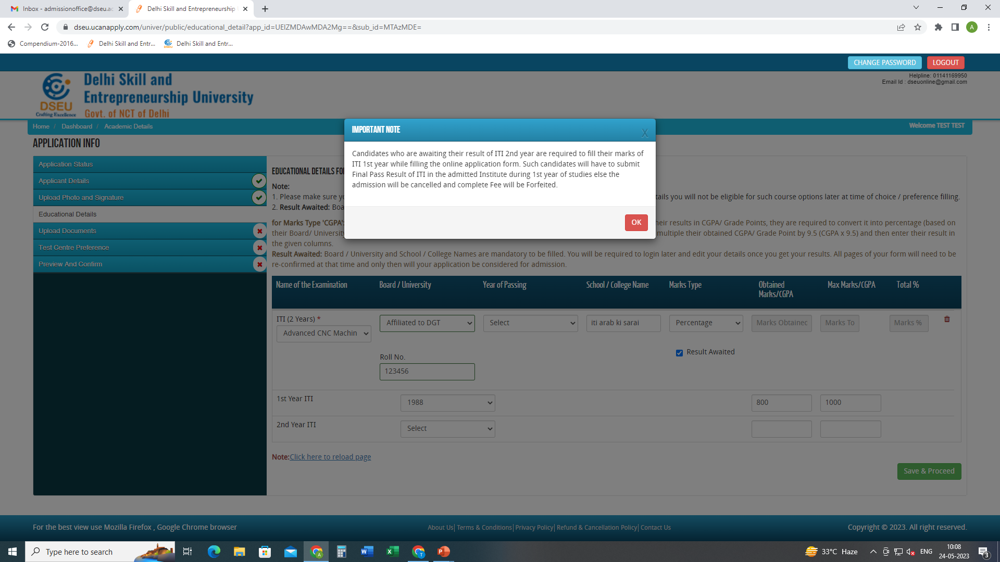 Inbox - admissionoffice@dseu.ac
Delhi Skill and Entrepreneurship
dseu.ucanapply.com/univer/public/educational_detail?app_id=UElZMDAwMDA2Mg==&sub_id=MTAzMDE=
A
Compendium-2016...
Delhi Skill and Entr...
Delhi Skill and Entr...
CHANGE PASSWORD
LOGOUT
Helpline: 01141169950
Email Id : dseuonline@gmail.com
DSEU
Crafting Excellence
Delhi Skill and
Entrepreneurship University
Govt. of NCT of Delhi
Home / Dashboard / Academic Details
Welcome TEST TEST
APPLICATION INFO
Application Status
Applicant Details
Upload Photo and Signature
Educational Details
Upload Documents
Test Centre Preference
Preview And Confirm
IMPORTANT NOTE
X
Candidates who are awaiting their result of ITI 2nd year are required to fill their marks of
ITI 1st year while filling the online application form. Such candidates will have to submit
Final Pass Result of ITI in the admitted Institute during 1st year of studies else the
admission will be cancelled and complete Fee will be Forfeited.
OK
EDUCATIONAL DETAILS FO
Note:
1. Please make sure yo
tails you will not be eligible for such course options later at time of choice / preference filling.
2. Result Awaited: Boa
for Marks Type 'CGPA':
heir results in CGPA/ Grade Points, they are required to convert it into percentage (based on
their Board/ University
multiple their obtained CGPA/ Grade Point by 9.5 (CGPA x 9.5) and then enter their result in
the given columns.
Result Awaited: Board / University and School / College Names are mandatory to be filled. You will be required to login later and edit your details once you get your results. All pages of your form will need to be
re-confirmed at that time and only then will your application be considered for admission.
Name of the Examination
Board / University
Year of Passing
School / College Name
Marks Type
Obtained
Marks/CGPA
Max Marks/CGPA
Total %
ITI (2 Years) *
Advanced CNC Machin
Affiliated to DGT
Select
iti arab ki sarai
Percentage
Marks Obtained
Marks To
Marks %
Result Awaited
Roll No.
123456
1st Year ITI
1988
800
1000
2nd Year ITI
Select
Note:Click here to reload page
Save & Proceed
For the best view use Mozilla Firefox , Google Chrome browser
About Us| Terms & Conditions| Privacy Policy| Refund & Cancellation Policy| Contact Us
Copyright © 2023. All right reserved.
Type here to search
33°C Haze
ENG
10:08
24-05-2023
3